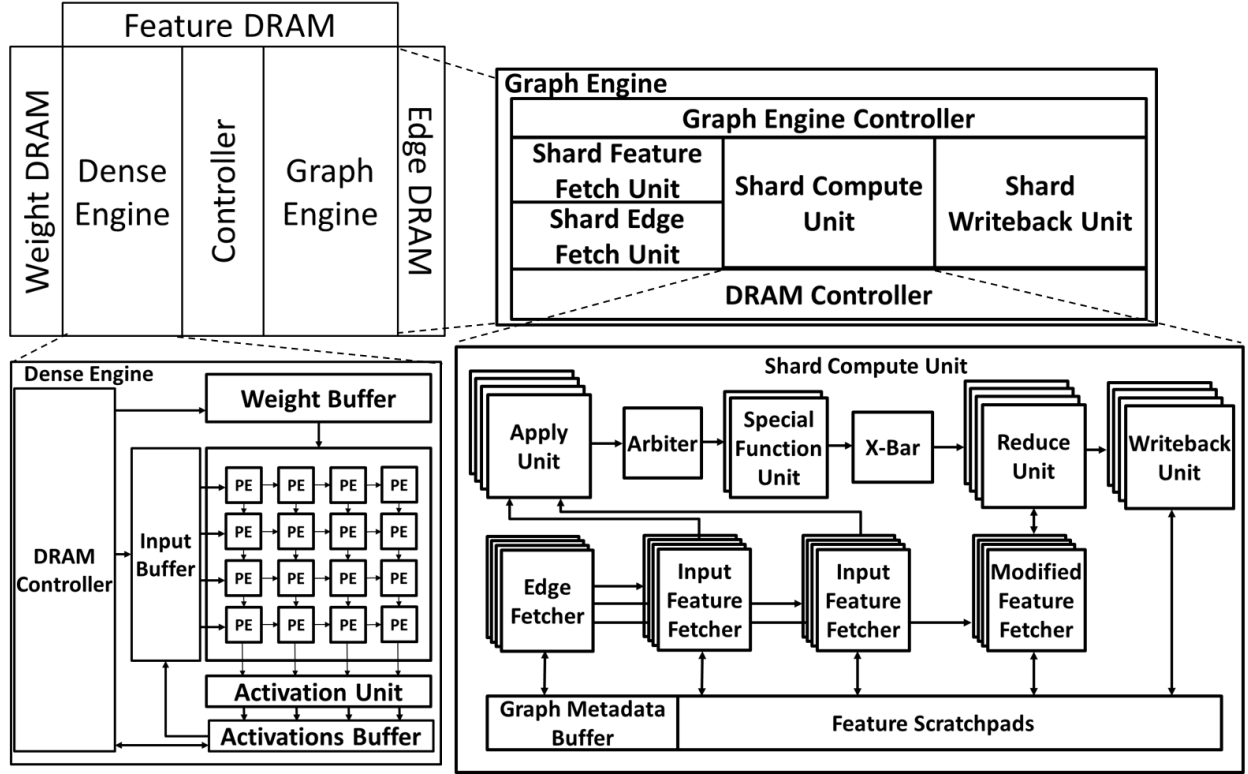 Feature DRAM
Weight DRAM
Dense
Engine
Controller
Graph
Engine
Edge DRAM
Graph Engine
Graph Engine Controller
Shard Feature
Fetch Unit
Shard Edge
Fetch Unit
Shard Compute
Unit
Shard
Writeback Unit
DRAM Controller
Dense Engine
DRAM
Controller
Weight Buffer
Input
Buffer
PE PE PE PE
PE PE PE PE
PE PE PE PE
PE PE PE PE
Activation Unit
Activations Buffer
Shard Compute Unit
Apply
Unit
Arbiter
Special
Function
Unit
X-Bar
Reduce
Unit
Writeback
Unit
Edge
Fetcher
Input
Feature
Fetcher
Input
Feature
Fetcher
Modified
Feature
Fetcher
Graph Metadata
Buffer
Feature Scratchpads